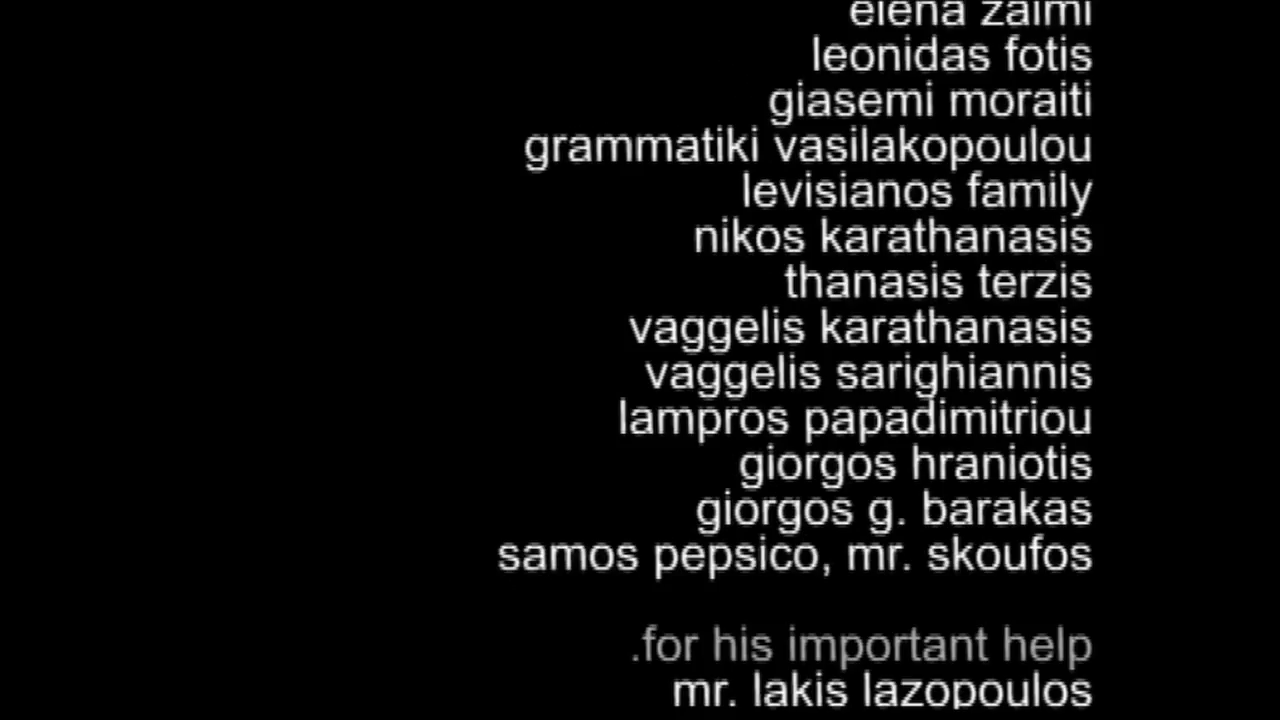 elena zaimi
leonidas fotis
giasemi moraiti
grammatiki vasilakopoulou
levisianos family
nikos karathanasis
thanasis terzis
vaggelis karathanasis
vaggelis sarighiannis
lampros papadimitriou
giorgos hraniotis
giorgos g. barakas
samos pepsico, mr. skoufos
.for his important help
mr. lakis lazopoulos